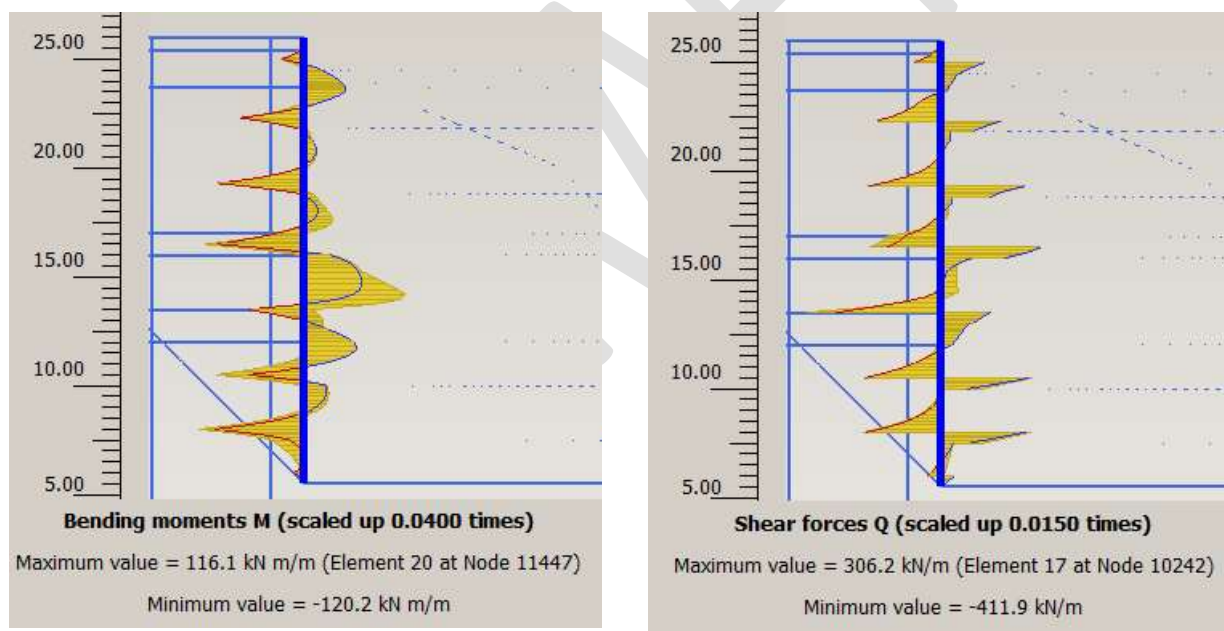 25.00
20.00
15.00
10.00
5.00
Bending moments M (scaled up 0.0400 times)
Maximum value = 116.1 kN m/m (Element 20 at Node 11447)
Minimum value = -120.2 kN m/m
25.00
20.00
15.00
10.00
5.00
Shear forces Q (scaled up 0.0150 times)
Maximum value = 306.2 kN/m (Element 17 at Node 10242)
Minimum value = -411.9 kN/m